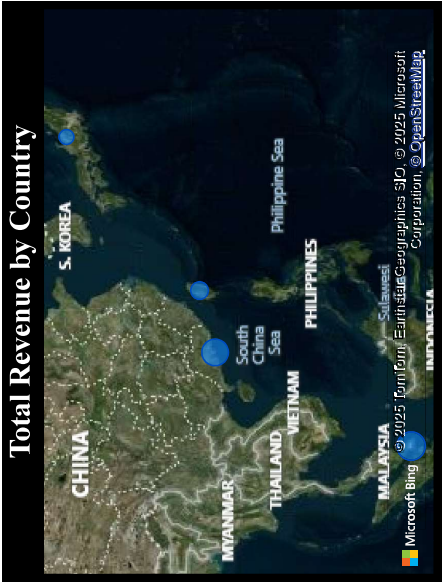 Total Revenue by Country
S. KOREA
CHINA
Philippine Sea
South
China
Sea
PHILIPPINES
MYANMAR
THAILAND
VIETNAM
MALAYSIA
Sulawesi
INDONESIA
Microsoft Bing
© 2025 TomTom, Earthstar Geographics SIO, © 2025 Microsoft
Corporation, © OpenStreetMap